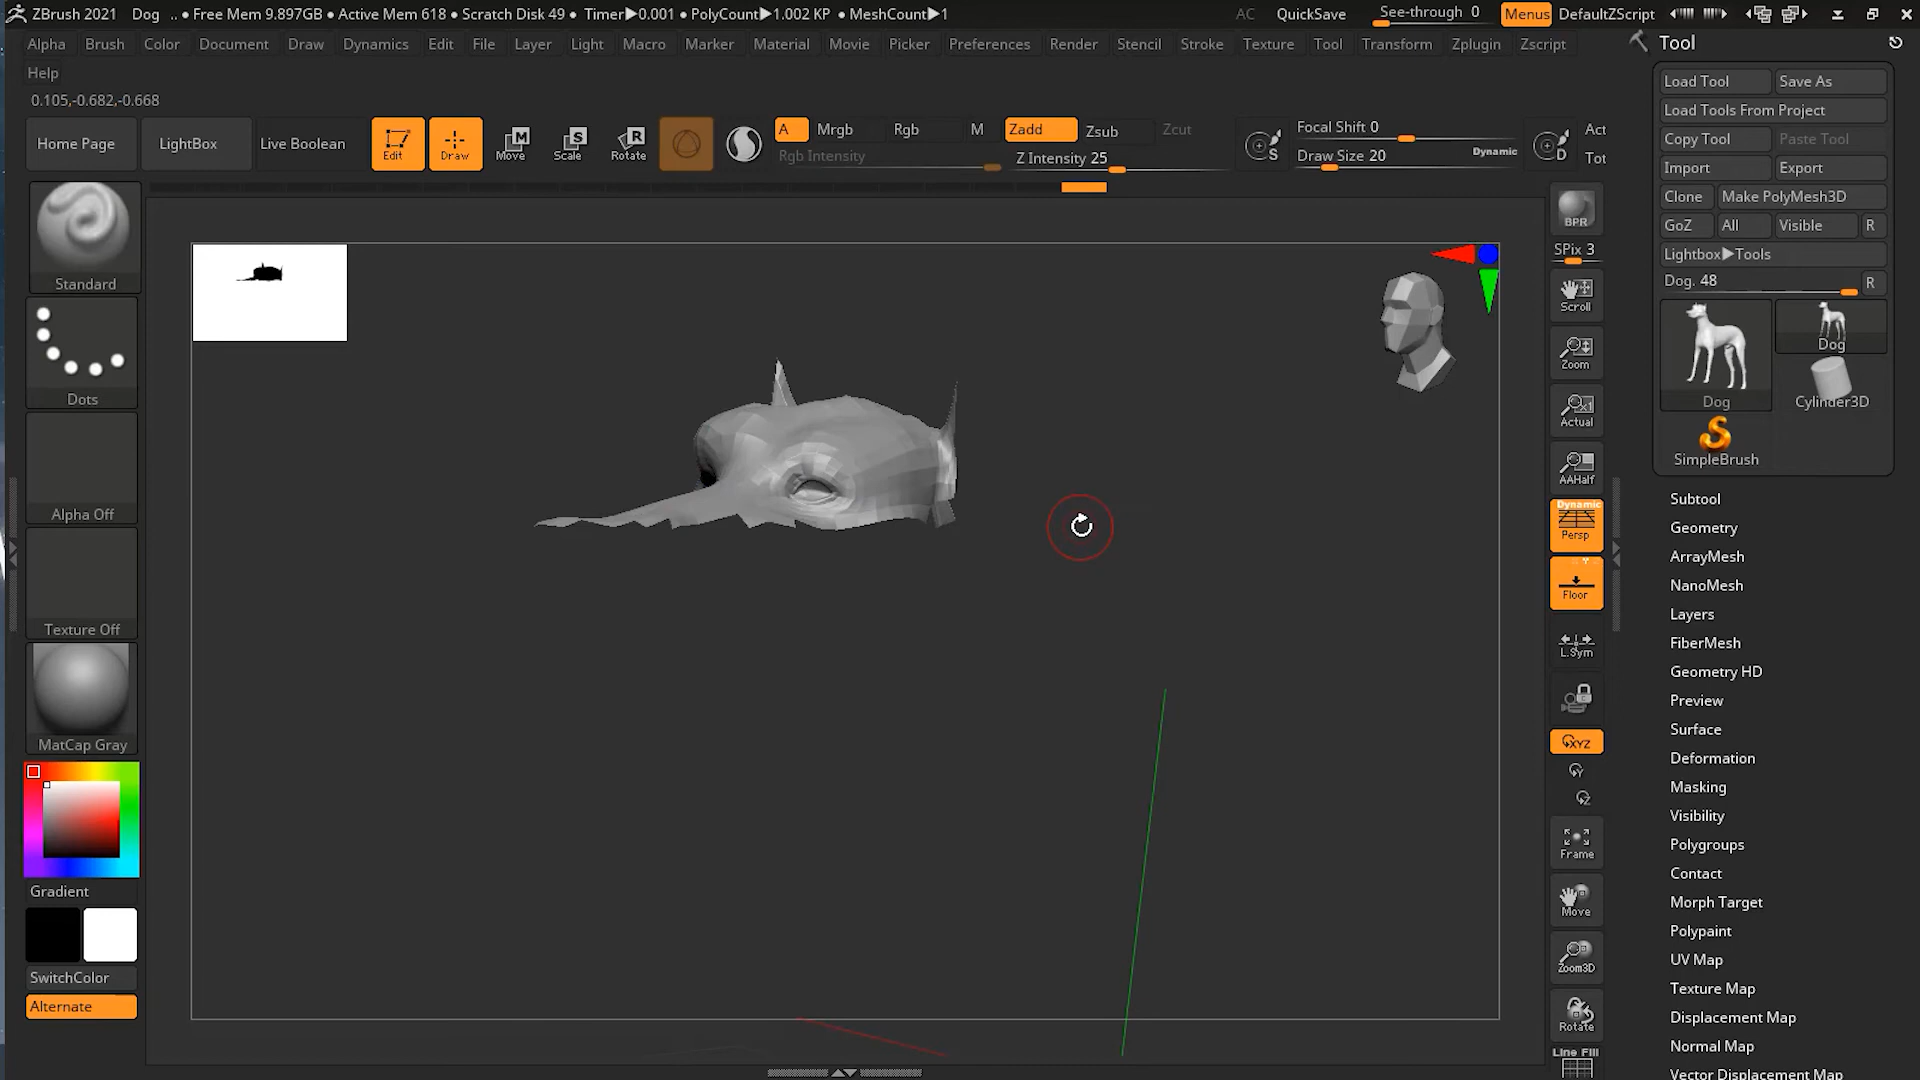 ZBrush 2021 Dog .. ● Free Mem 9.897GB ● Active Mem 618 ● Scratch Disk 49 ● Timer▶0.001 ● PolyCount▶1.002 KP ● MeshCount▶1 AC QuickSave See-through 0 Menus DefaultZScript
Alpha Brush Color Document Draw Dynamics Edit File Layer Light Macro Marker Material Movie Picker Preferences Render Stencil Stroke Texture Tool Transform Zplugin Zscript
Help
0.105,-0.682,-0.668
Home Page LightBox Live Boolean Edit Draw Move Scale Rotate
M S R
A Mrgb Rgb M Zadd Zsub Zcut
Rgb Intensity Z Intensity 25
S Focal Shift 0
Draw Size 20 Dynamic D
Act
Tot
Standard
Dots
Alpha Off
Texture Off
MatCap Gray
Gradient
SwitchColor
Alternate
BPR
SPix 3
Scroll
Zoom
x1
Actual
AAHalf
Dynamic
Persp
Floor
L.Sym
XYZ
Y
Z
Frame
Move
Zoom3D
Rotate
Line Fill
Tool
Load Tool Save As
Load Tools From Project
Copy Tool Paste Tool
Import Export
Clone Make PolyMesh3D
GoZ All Visible R
Lightbox▶Tools
Dog. 48 R
Dog Dog
Cylinder3D
SimpleBrush
Subtool
Geometry
ArrayMesh
NanoMesh
Layers
FiberMesh
Geometry HD
Preview
Surface
Deformation
Masking
Visibility
Polygroups
Contact
Morph Target
Polypaint
UV Map
Texture Map
Displacement Map
Normal Map
Vector Displacement Map